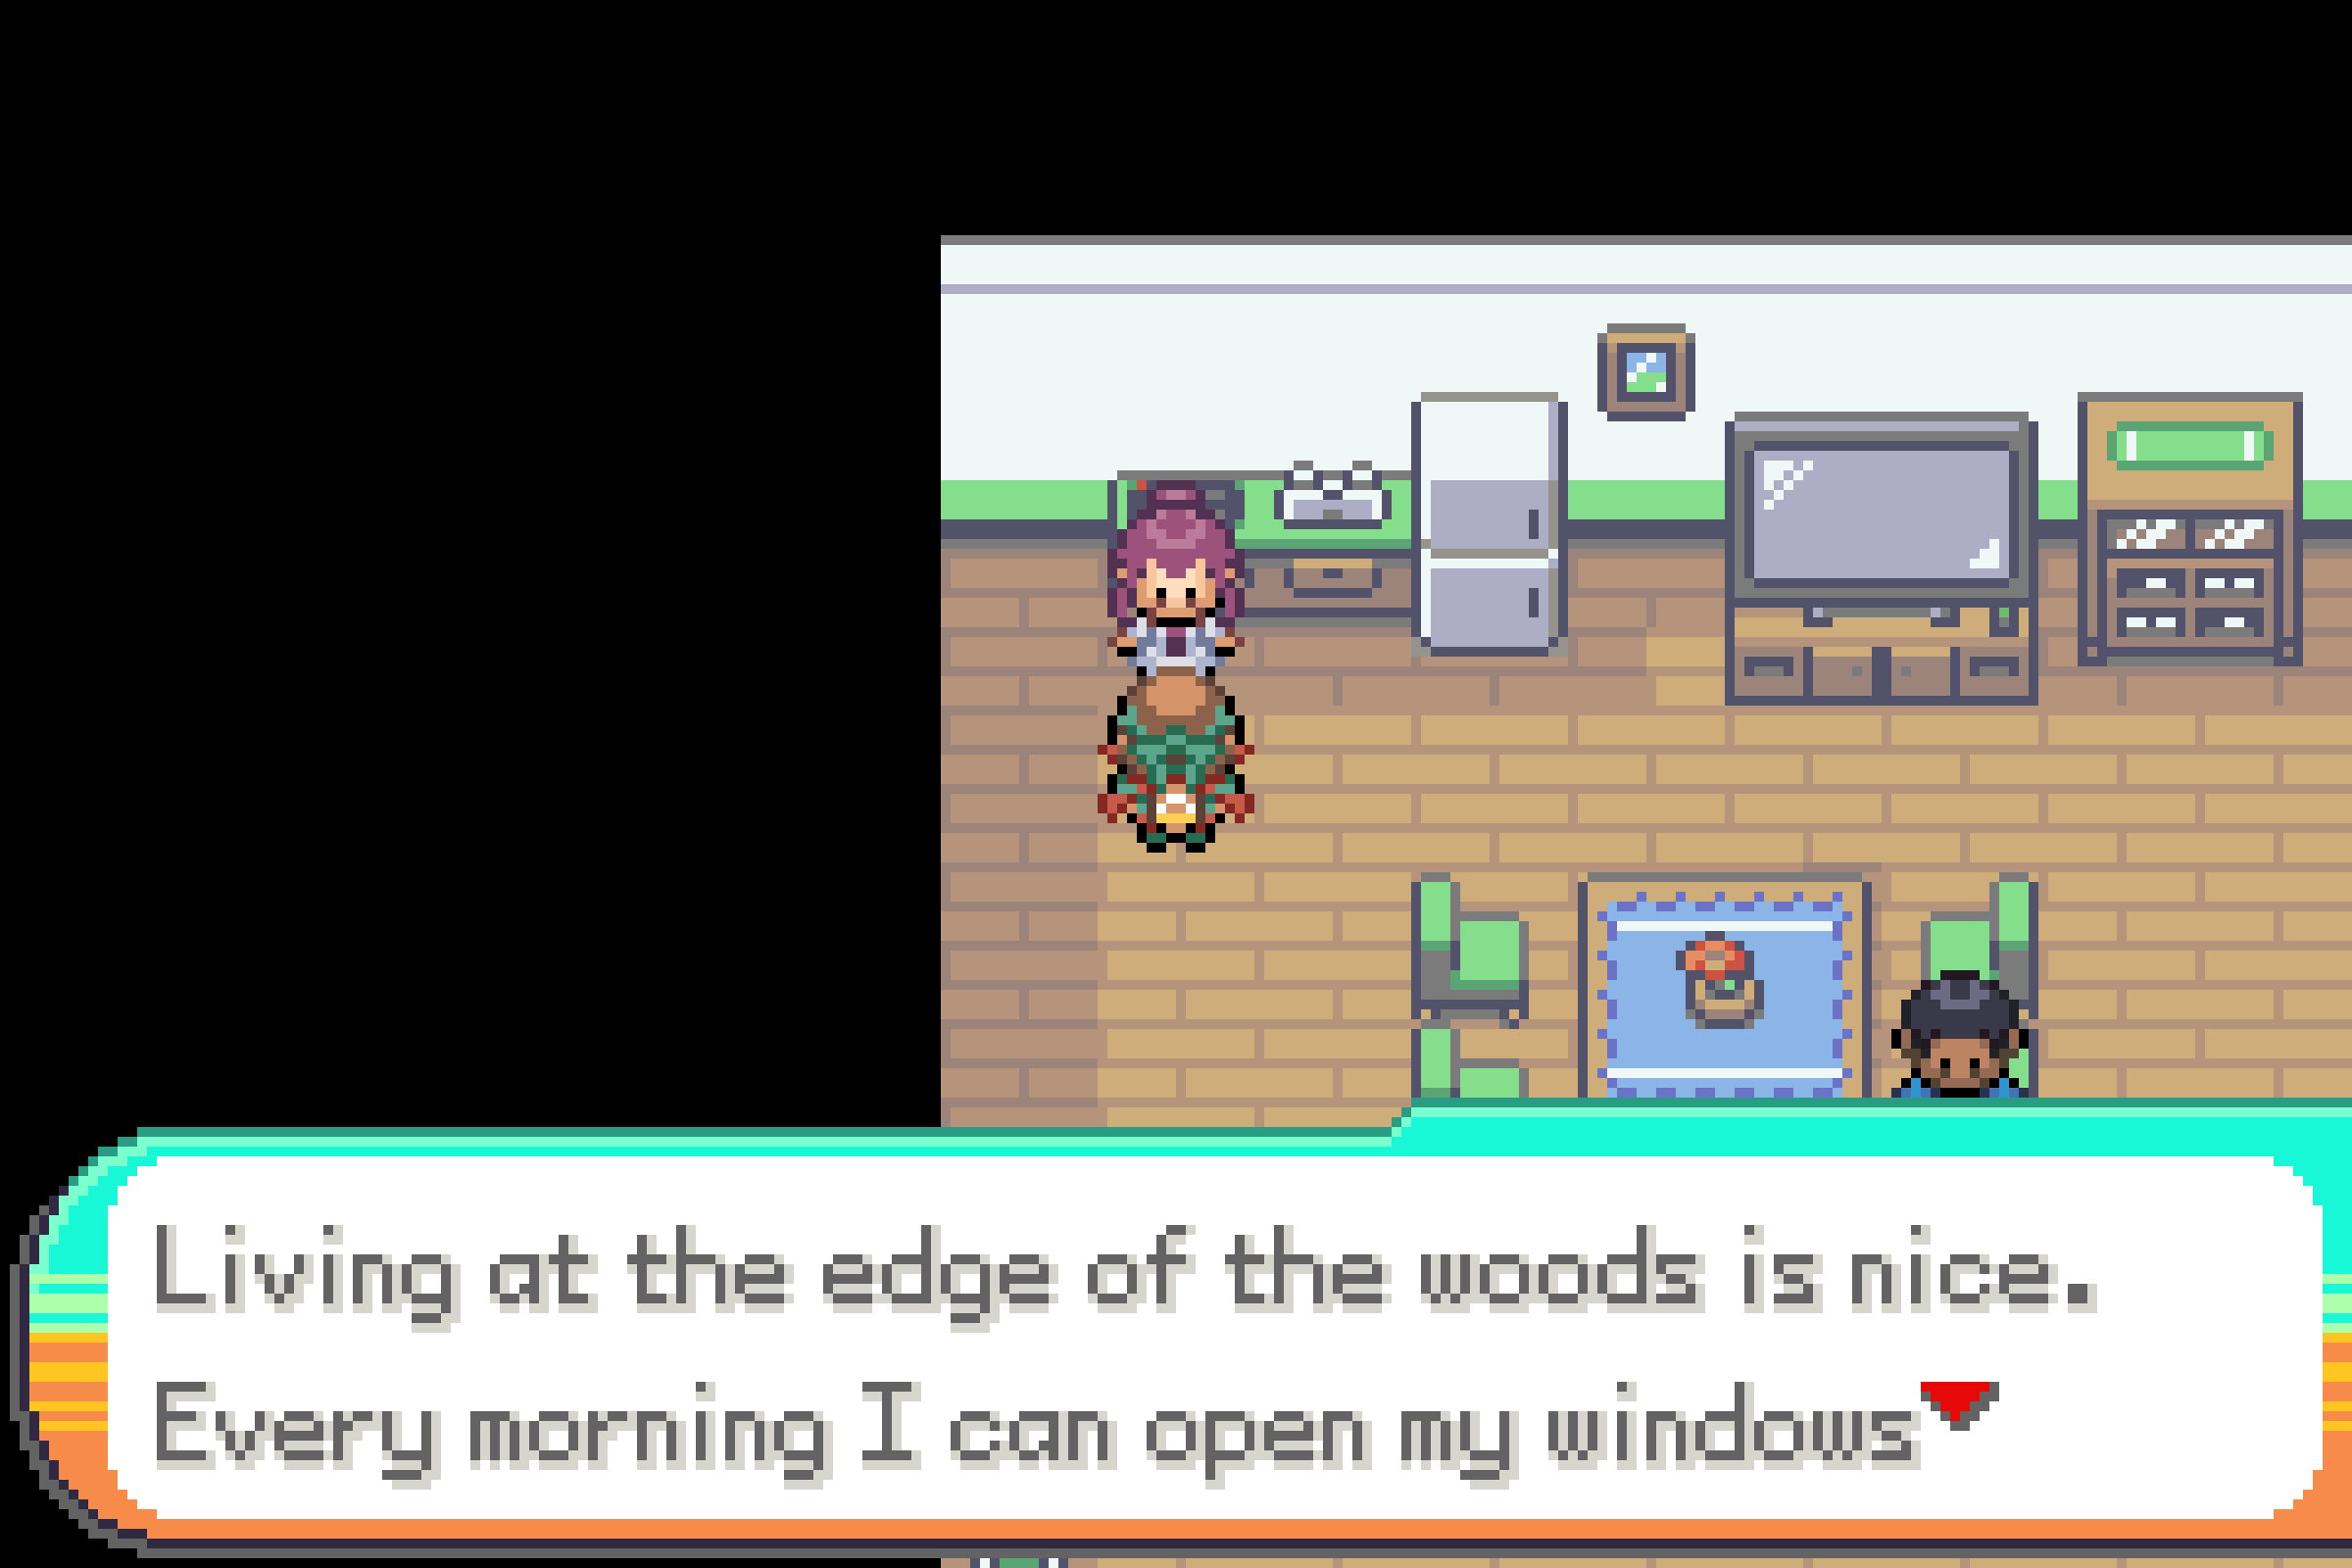 Living at the edge of the woods is nice.
Every morning I can open my windows